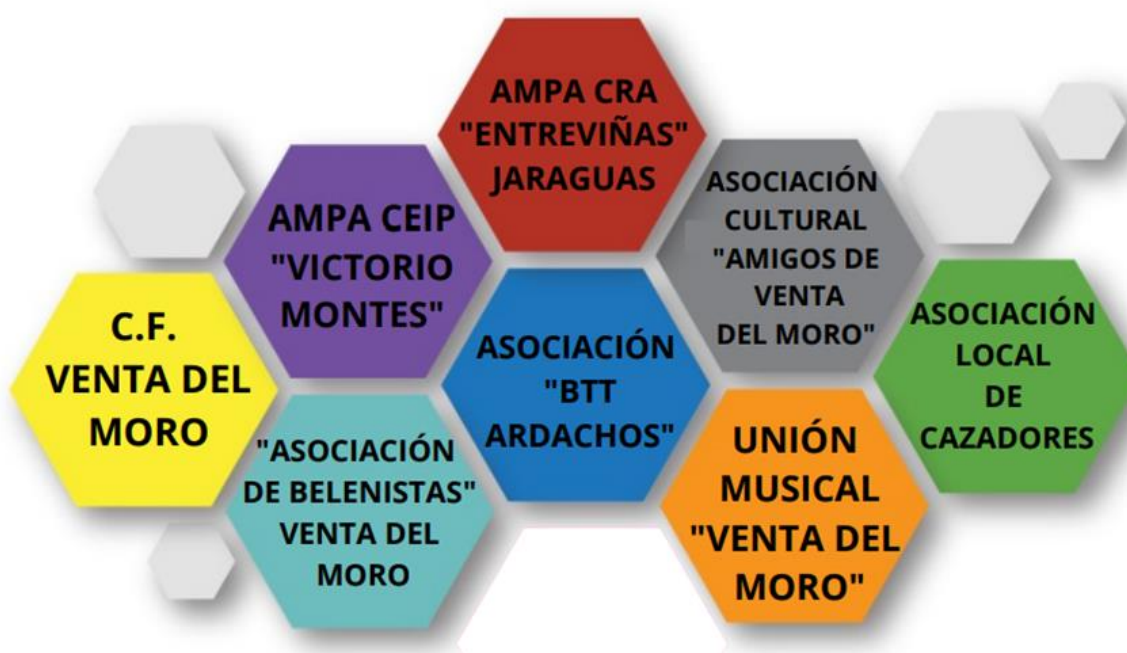 AMPA CRA
"ENTREVIÑAS"
JARAGUAS
AMPA CEIP
"VICTORIO
MONTES"
ASOCIACIÓN
CULTURAL
"AMIGOS DE
VENTA
DEL MORO"
C.F.
VENTA DEL
MORO
ASOCIACIÓN
"BTT
ARDACHOS"
ASOCIACIÓN
LOCAL
DE
CAZADORES
"ASOCIACIÓN
DE BELENISTAS"
VENTA DEL
MORO
UNIÓN
MUSICAL
"VENTA DEL
MORO"